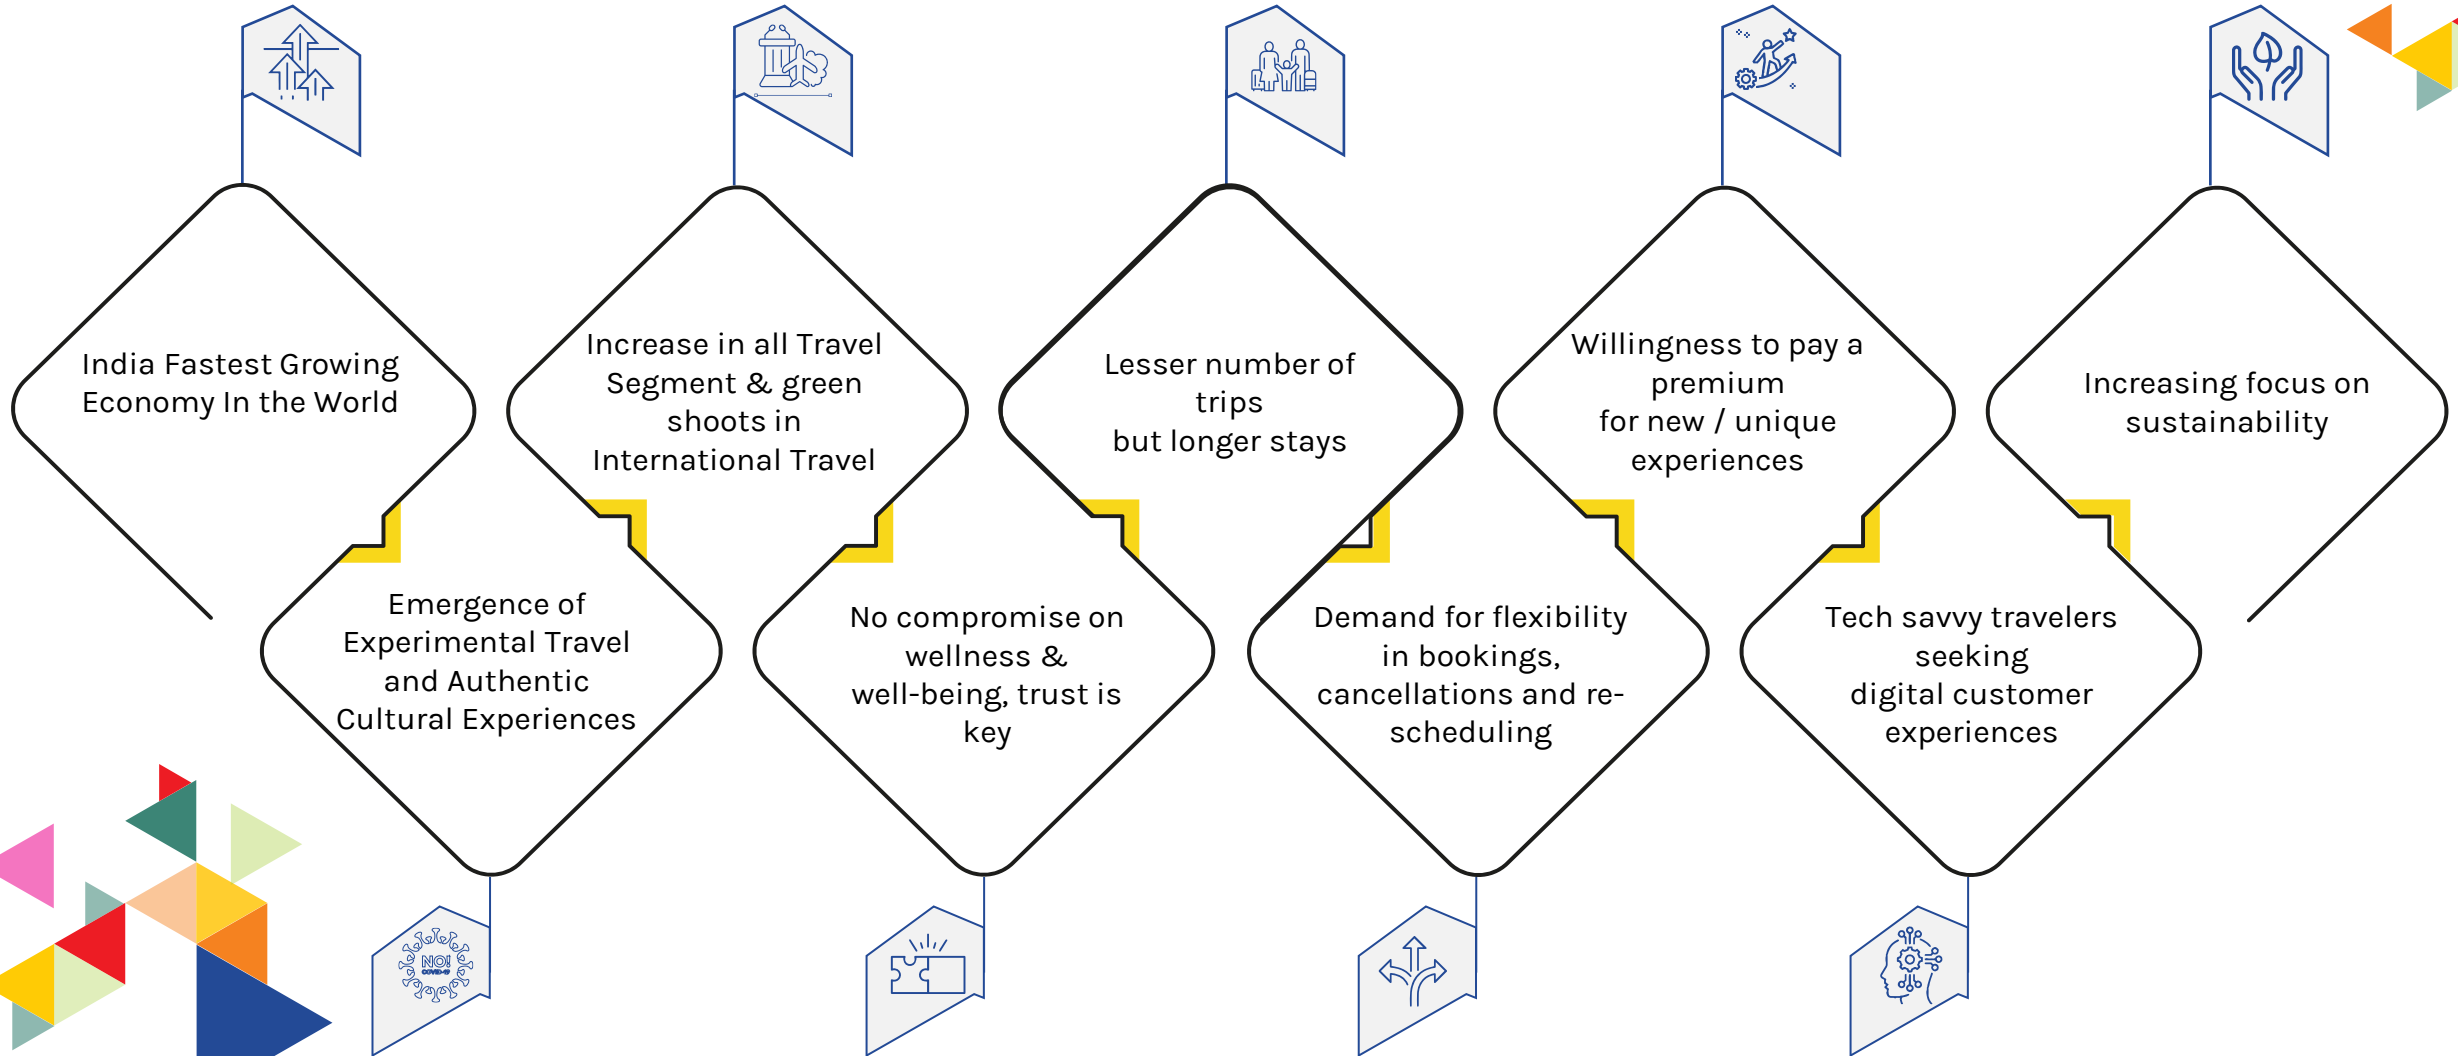 India Fastest Growing
Economy In the World
Increase in all Travel
Segment & green
shoots in
International Travel
Lesser number of
trips
but longer stays
Willingness to pay a
premium
for new / unique
experiences
Increasing focus on
sustainability
Emergence of
Experimental Travel
and Authentic
Cultural Experiences
No compromise on
wellness &
well-being, trust is
key
Demand for flexibility
in bookings,
cancellations and re-
scheduling
Tech savvy travelers
seeking
digital customer
experiences
NO!
COVID-19